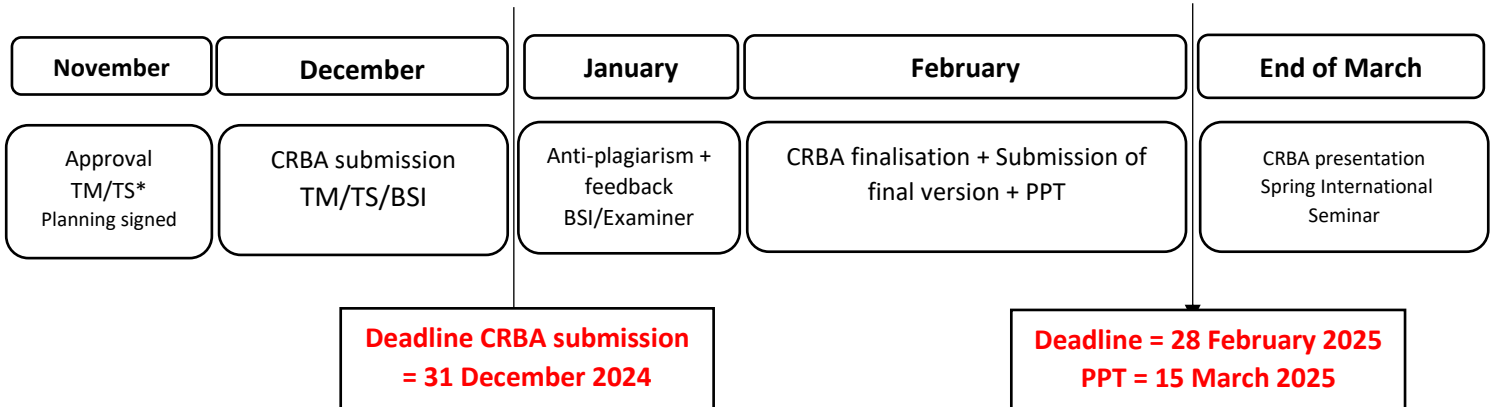 November
December
January
February
End of March
Approval
TM/TS*
Planning signed
CRBA submission
TM/TS/BSI
Anti-plagiarism +
feedback
BSI/Examiner
CRBA finalisation + Submission of
final version + PPT
CRBA presentation
Spring International
Seminar
Deadline CRBA submission
= 31 December 2024
Deadline = 28 February 2025
PPT = 15 March 2025